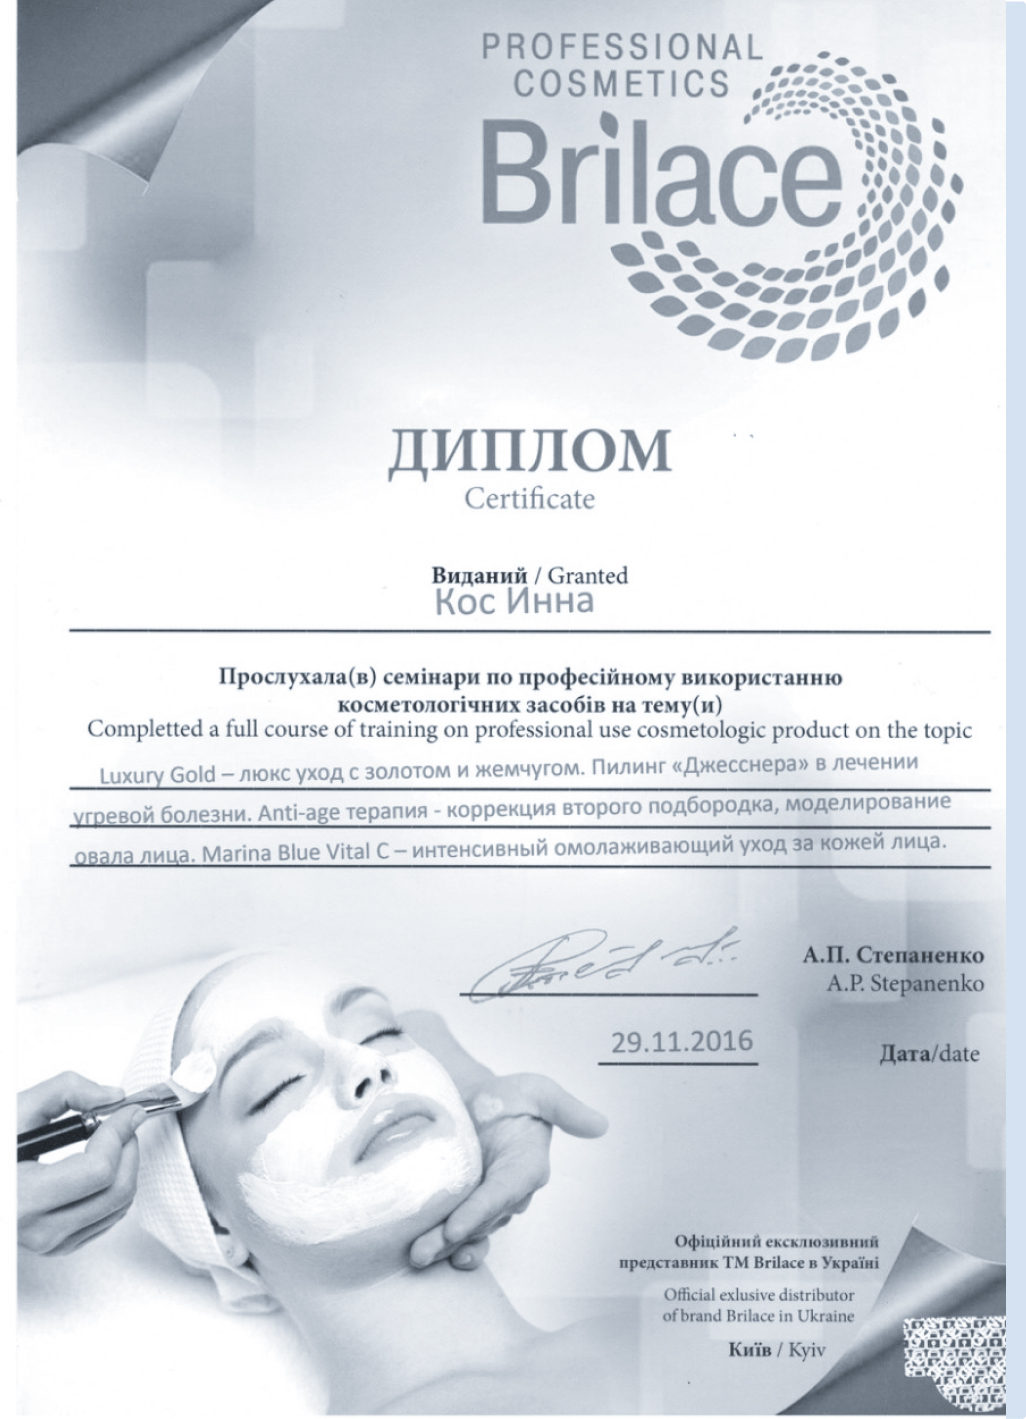 PROFESSIONAL
COSMETICS
Brilace
ДИПЛОМ
Certificate
Виданий / Granted
Кос Инна
Прослухала(в) семінари по професійному використанню
косметологічних засобів на тему(и)
Completted a full course of training on professional use cosmetologic product on the topic
Luxury Gold – люкс уход с золотом и жемчугом. Пилинг «Джесснера» в лечении
угревой болезни. Anti-age терапия - коррекция второго подбородка, моделирование
овала лица. Marina Blue Vital C – интенсивный омолаживающий уход за кожей лица.
А.П. Степаненко
A.P. Stepanenko
29.11.2016
Дата/date
Офіційний ексклюзивний
представник ТМ Brilace в Україні
Official exlusive distributor
of brand Brilace in Ukraine
Київ / Kyiv